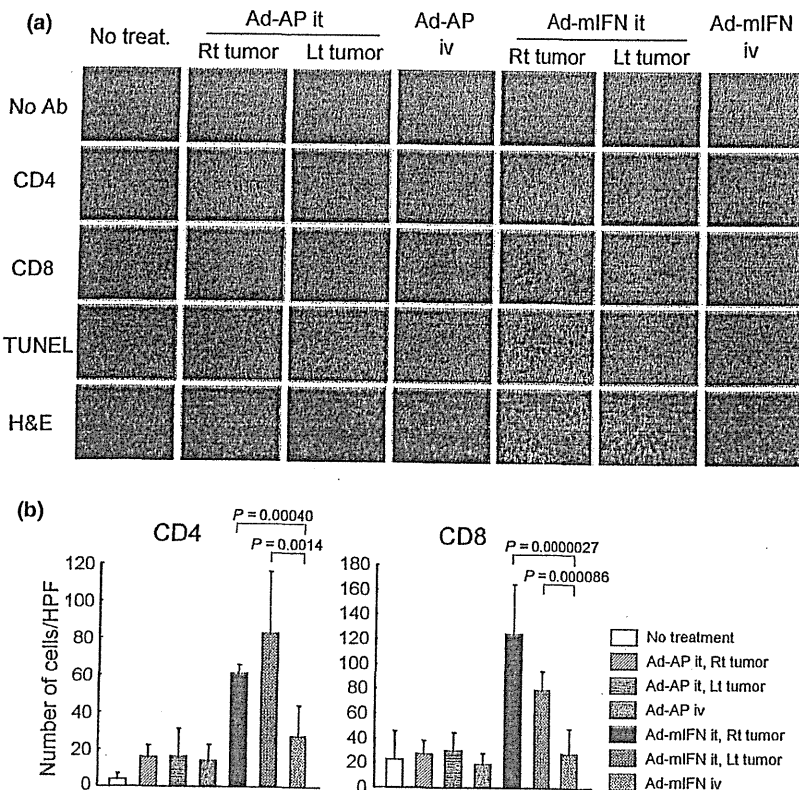 (a)
No treat.
Ad-AP it
Rt tumor
Lt tumor
Ad-AP
iv
Ad-mIFN it
Rt tumor
Lt tumor
Ad-mIFN
iv
No Ab
CD4
CD8
TUNEL
H&E
(b)
CD4
P = 0.00040
P = 0.0014
Number of cells/HPF
120
100
80
60
40
20
0
CD8
P = 0.0000027
P = 0.000086
180
160
140
120
100
80
60
40
20
0
No treatment
Ad-AP it, Rt tumor
Ad-AP it, Lt tumor
Ad-AP iv
Ad-mIFN it, Rt tumor
Ad-mIFN it, Lt tumor
Ad-mIFN iv